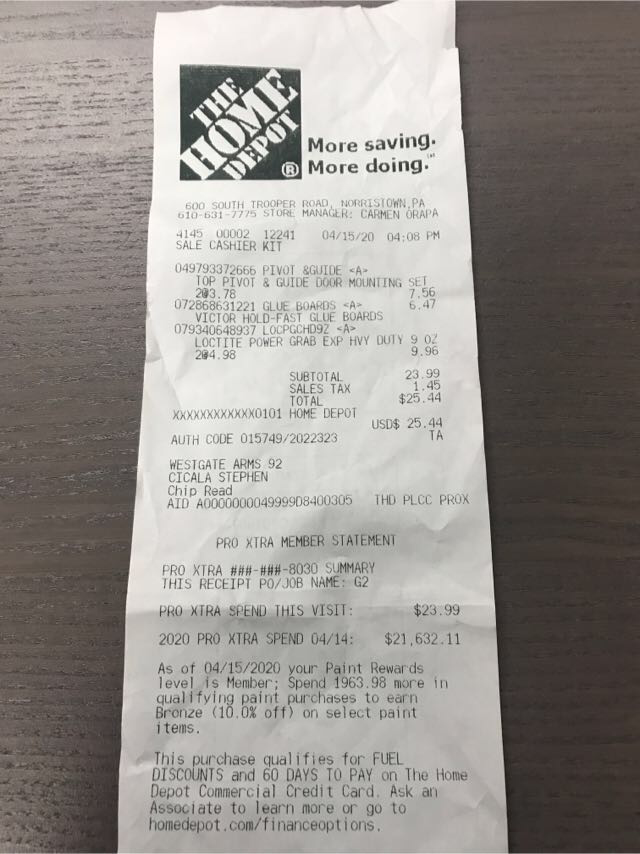 THE
HOME
DEPOT
®
More saving.
More doing.℠
600 SOUTH TROOPER ROAD, NORRISTOWN,PA
610-631-7775 STORE MANAGER: CARMEN ORAPA
4145 00002 12241 04/15/20 04:08 PM
SALE CASHIER KIT
049793372666 PIVOT &GUIDE <A>
TOP PIVOT & GUIDE DOOR MOUNTING SET
2@3.78 7.56
072868631221 GLUE BOARDS <A> 6.47
VICTOR HOLD-FAST GLUE BOARDS
079340648937 LOCPGCHD9Z <A>
LOCTITE POWER GRAB EXP HVY DUTY 9 OZ
2@4.98 9.96
SUBTOTAL 23.99
SALES TAX 1.45
TOTAL $25.44
XXXXXXXXXXXX0101 HOME DEPOT
USD$ 25.44
AUTH CODE 015749/2022323 TA
WESTGATE ARMS 92
CICALA STEPHEN
Chip Read
AID A0000000049999D8400305 THD PLCC PROX
PRO XTRA MEMBER STATEMENT
PRO XTRA ###-###-8030 SUMMARY
THIS RECEIPT PO/JOB NAME: G2
PRO XTRA SPEND THIS VISIT: $23.99
2020 PRO XTRA SPEND 04/14: $21,632.11
As of 04/15/2020 your Paint Rewards
level is Member; Spend 1963.98 more in
qualifying paint purchases to earn
Bronze (10.0% off) on select paint
items.
This purchase qualifies for FUEL
DISCOUNTS and 60 DAYS TO PAY on The Home
Depot Commercial Credit Card. Ask an
Associate to learn more or go to
homedepot.com/financeoptions.